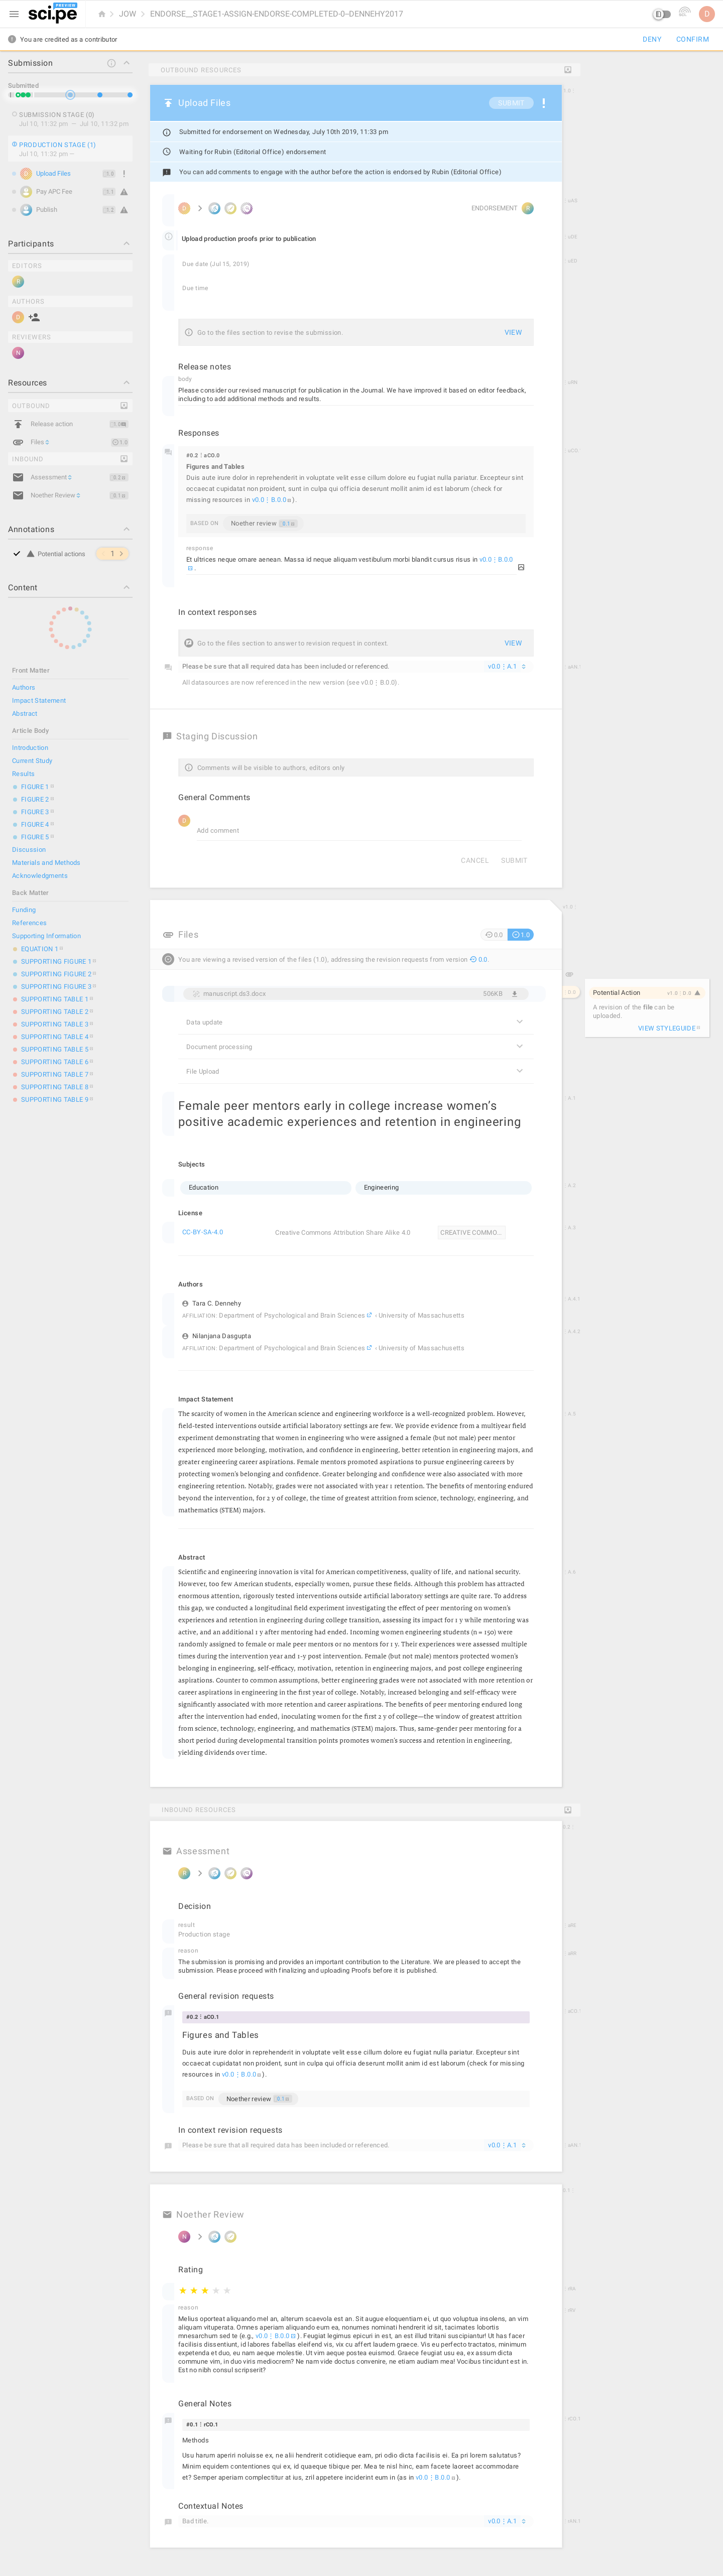 PREVIEW
sci.pe
JOW
ENDORSE__STAGE1-ASSIGN-ENDORSE-COMPLETED-0--DENNEHY2017
D
You are credited as a contributor
DENY
CONFIRM
Submission
Submitted
SUBMISSION STAGE (0)
Jul 10, 11:32 pm — Jul 10, 11:32 pm
PRODUCTION STAGE (1)
Jul 10, 11:32 pm —
Upload Files
Pay APC Fee
Publish
Participants
EDITORS
R
AUTHORS
D
REVIEWERS
N
Resources
OUTBOUND
Release action
Files
INBOUND
Assessment
Noether Review
Annotations
Potential actions
1
Content
Front Matter
Authors
Impact Statement
Abstract
Article Body
Introduction
Current Study
Results
FIGURE 1
FIGURE 2
FIGURE 3
FIGURE 4
FIGURE 5
Discussion
Materials and Methods
Acknowledgments
Back Matter
Funding
References
Supporting Information
EQUATION 1
SUPPORTING FIGURE 1
SUPPORTING FIGURE 2
SUPPORTING FIGURE 3
SUPPORTING TABLE 1
SUPPORTING TABLE 2
SUPPORTING TABLE 3
SUPPORTING TABLE 4
SUPPORTING TABLE 5
SUPPORTING TABLE 6
SUPPORTING TABLE 7
SUPPORTING TABLE 8
SUPPORTING TABLE 9
OUTBOUND RESOURCES
Upload Files
SUBMIT
Submitted for endorsement on Wednesday, July 10th 2019, 11:33 pm
Waiting for Rubin (Editorial Office) endorsement
You can add comments to engage with the author before the action is endorsed by Rubin (Editorial Office)
D
ENDORSEMENT R
Upload production proofs prior to publication
Due date (Jul 15, 2019)
Due time
Go to the files section to revise the submission.
VIEW
Release notes
body
Please consider our revised manuscript for publication in the Journal. We have improved it based on editor feedback,
including to add additional methods and results.
Responses
#0.2 ⋮ aCO.0
Figures and Tables
Duis aute irure dolor in reprehenderit in voluptate velit esse cillum dolore eu fugiat nulla pariatur. Excepteur sint
occaecat cupidatat non proident, sunt in culpa qui officia deserunt mollit anim id est laborum (check for
missing resources in v0.0 ⋮ B.0.0 ).
BASED ON
Noether review
0.1
response
Et ultrices neque ornare aenean. Massa id neque aliquam vestibulum morbi blandit cursus risus in v0.0 ⋮ B.0.0
.
In context responses
Go to the files section to answer to revision request in context.
VIEW
Please be sure that all required data has been included or referenced.
v0.0 ⋮ A.1
All datasources are now referenced in the new version (see v0.0 ⋮ B.0.0).
Staging Discussion
Comments will be visible to authors, editors only
General Comments
D
Add comment
CANCEL
SUBMIT
Files
0.0
1.0
You are viewing a revised version of the files (1.0), addressing the revision requests from version 0.0.
manuscript.ds3.docx
506KB
Data update
Document processing
File Upload
Potential Action
A revision of the file can be
uploaded.
VIEW STYLEGUIDE
Female peer mentors early in college increase women’s
positive academic experiences and retention in engineering
Subjects
Education
Engineering
License
CC-BY-SA-4.0
Creative Commons Attribution Share Alike 4.0
CREATIVE COMMO...
Authors
Tara C. Dennehy
AFFILIATION: Department of Psychological and Brain Sciences - University of Massachusetts
Nilanjana Dasgupta
AFFILIATION: Department of Psychological and Brain Sciences - University of Massachusetts
Impact Statement
The scarcity of women in the American science and engineering workforce is a well-recognized problem. However,
field-tested interventions outside artificial laboratory settings are few. We provide evidence from a multiyear field
experiment demonstrating that women in engineering who were assigned a female (but not male) peer mentor
experienced more belonging, motivation, and confidence in engineering, better retention in engineering majors, and
greater engineering career aspirations. Female mentors promoted aspirations to pursue engineering careers by
protecting women’s belonging and confidence. Greater belonging and confidence were also associated with more
engineering retention. Notably, grades were not associated with year 1 retention. The benefits of mentoring endured
beyond the intervention, for 2 y of college, the time of greatest attrition from science, technology, engineering, and
mathematics (STEM) majors.
Abstract
Scientific and engineering innovation is vital for American competitiveness, quality of life, and national security.
However, too few American students, especially women, pursue these fields. Although this problem has attracted
enormous attention, rigorously tested interventions outside artificial laboratory settings are quite rare. To address
this gap, we conducted a longitudinal field experiment investigating the effect of peer mentoring on women’s
experiences and retention in engineering during college transition, assessing its impact for 1 y while mentoring was
active, and an additional 1 y after mentoring had ended. Incoming women engineering students (n = 150) were
randomly assigned to female or male peer mentors or no mentors for 1 y. Their experiences were assessed multiple
times during the intervention year and 1-y post intervention. Female (but not male) mentors protected women’s
belonging in engineering, self-efficacy, motivation, retention in engineering majors, and post college engineering
aspirations. Counter to common assumptions, better engineering grades were not associated with more retention or
career aspirations in engineering in the first year of college. Notably, increased belonging and self-efficacy were
significantly associated with more retention and career aspirations. The benefits of peer mentoring endured long
after the intervention had ended, inoculating women for the first 2 y of college—the window of greatest attrition
from science, technology, engineering, and mathematics (STEM) majors. Thus, same-gender peer mentoring for a
short period during developmental transition points promotes women’s success and retention in engineering,
yielding dividends over time.
INBOUND RESOURCES
Assessment
R
Decision
result
Production stage
reason
The submission is promising and provides an important contribution to the Literature. We are pleased to accept the
submission. Please proceed with finalizing and uploading Proofs before it is published.
General revision requests
#0.2 ⋮ aCO.1
Figures and Tables
Duis aute irure dolor in reprehenderit in voluptate velit esse cillum dolore eu fugiat nulla pariatur. Excepteur sint
occaecat cupidatat non proident, sunt in culpa qui officia deserunt mollit anim id est laborum (check for missing
resources in v0.0 ⋮ B.0.0 ).
BASED ON
Noether review
0.1
In context revision requests
Please be sure that all required data has been included or referenced.
v0.0 ⋮ A.1
Noether Review
N
Rating
reason
Melius oporteat aliquando mel an, alterum scaevola est an. Sit augue eloquentiam ei, ut quo voluptua insolens, an vim
aliquam vituperata. Omnes aperiam aliquando eum ea, nonumes nominati hendrerit id sit, tacimates lobortis
mnesarchum sed te (e.g., v0.0 ⋮ B.0.0 ). Feugiat legimus epicuri in est, an est illud tritani suscipiantur! Ut has facer
facilisis dissentiunt, id labores fabellas eleifend vis, vix cu affert laudem graece. Vis eu perfecto tractatos, minimum
expetenda et duo, eu nam aeque molestie. Ut vim aeque postea euismod. Graece feugiat usu ea, ex assum dicta
commune vim, in duo viris mediocrem? Ne nam vide doctus convenire, ne etiam audiam mea! Vocibus tincidunt est in.
Est no nibh consul scripserit?
General Notes
#0.1 ⋮ rCO.1
Methods
Usu harum aperiri noluisse ex, ne alii hendrerit cotidieque eam, pri odio dicta facilisis ei. Ea pri lorem salutatus?
Minim equidem contentiones qui ex, id quaeque tibique per. Mea te nisl hinc, eam facete laoreet accommodare
et? Semper aperiam complectitur at ius, zril appetere inciderint eum in (as in v0.0 ⋮ B.0.0 ).
Contextual Notes
Bad title.
v0.0 ⋮ A.1